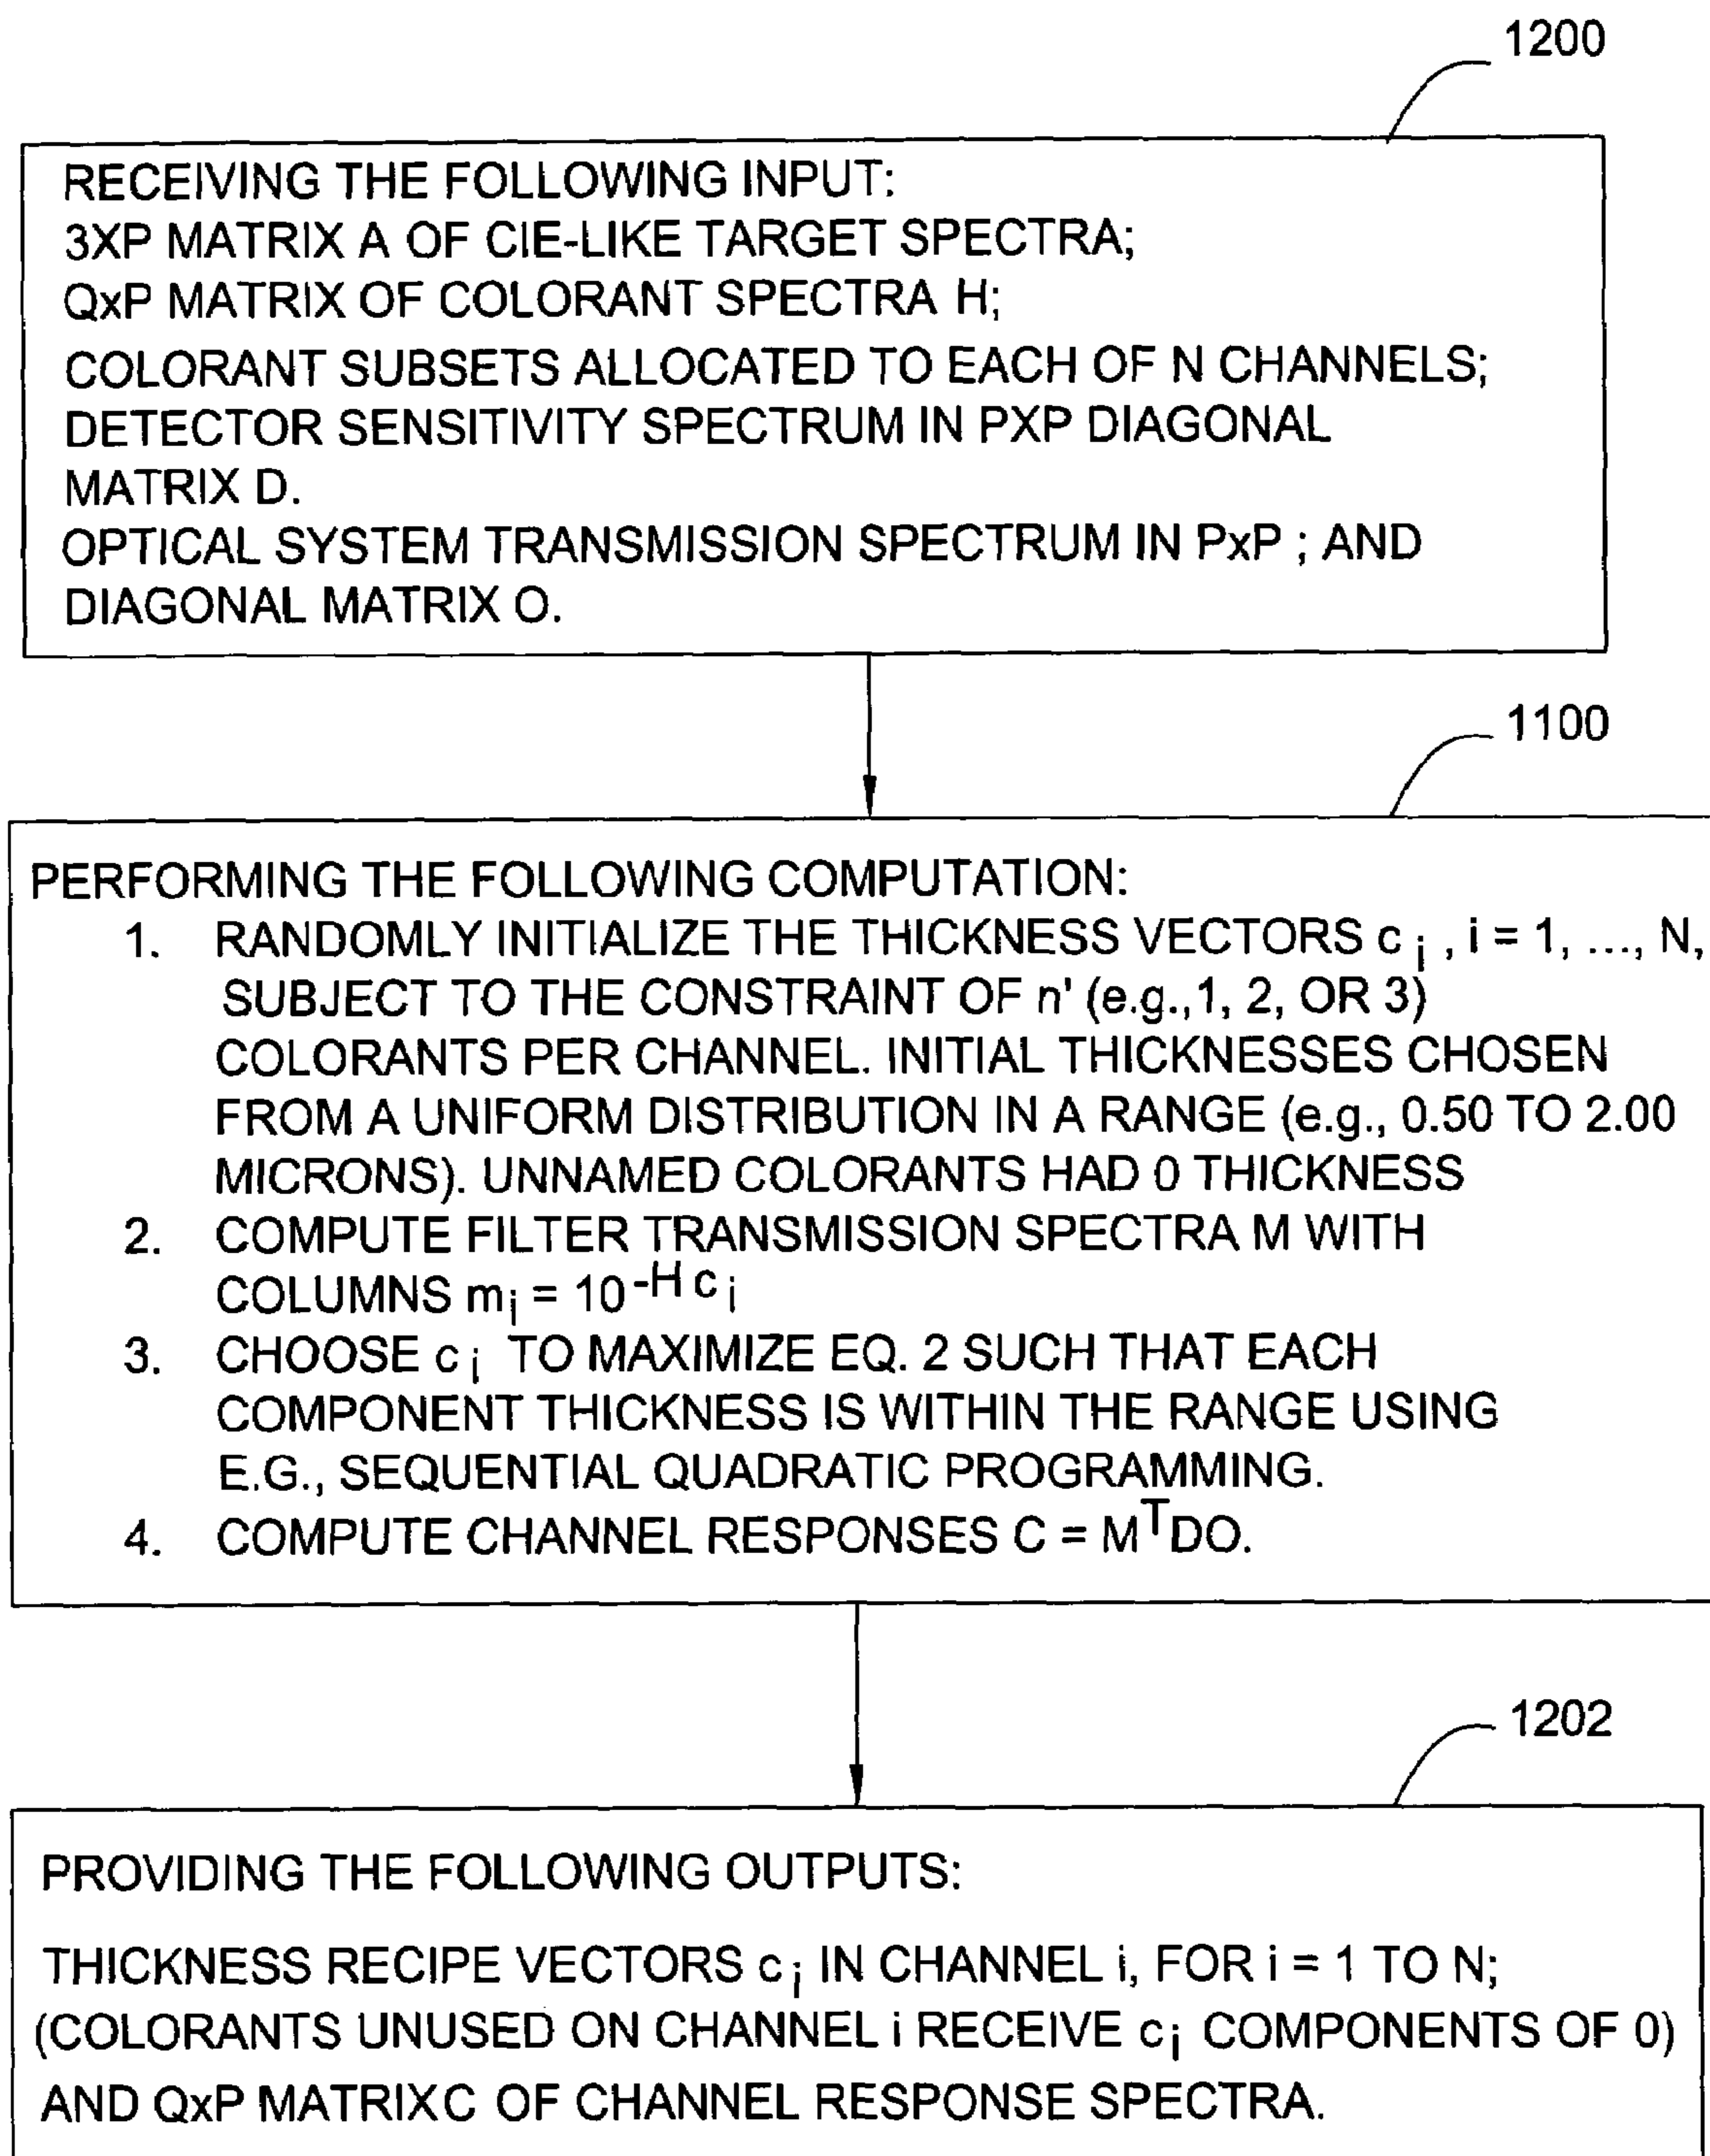 1200
RECEIVING THE FOLLOWING INPUT:
3XP MATRIX A OF CIE-LIKE TARGET SPECTRA;
QxP MATRIX OF COLORANT SPECTRA H;
COLORANT SUBSETS ALLOCATED TO EACH OF N CHANNELS;
DETECTOR SENSITIVITY SPECTRUM IN PXP DIAGONAL
MATRIX D.
OPTICAL SYSTEM TRANSMISSION SPECTRUM IN PxP ; AND
DIAGONAL MATRIX O.
1100
PERFORMING THE FOLLOWING COMPUTATION:
1. RANDOMLY INITIALIZE THE THICKNESS VECTORS c i , i = 1, ..., N,
SUBJECT TO THE CONSTRAINT OF n' (e.g.,1, 2, OR 3)
COLORANTS PER CHANNEL. INITIAL THICKNESSES CHOSEN
FROM A UNIFORM DISTRIBUTION IN A RANGE (e.g., 0.50 TO 2.00
MICRONS). UNNAMED COLORANTS HAD 0 THICKNESS
2. COMPUTE FILTER TRANSMISSION SPECTRA M WITH
COLUMNS mi = 10 -H c i
3. CHOOSE c i TO MAXIMIZE EQ. 2 SUCH THAT EACH
COMPONENT THICKNESS IS WITHIN THE RANGE USING
E.G., SEQUENTIAL QUADRATIC PROGRAMMING.
4. COMPUTE CHANNEL RESPONSES C = MTDO.
1202
PROVIDING THE FOLLOWING OUTPUTS:
THICKNESS RECIPE VECTORS ci IN CHANNEL i, FOR i = 1 TO N;
(COLORANTS UNUSED ON CHANNEL i RECEIVE ci COMPONENTS OF 0)
AND QxP MATRIXC OF CHANNEL RESPONSE SPECTRA.